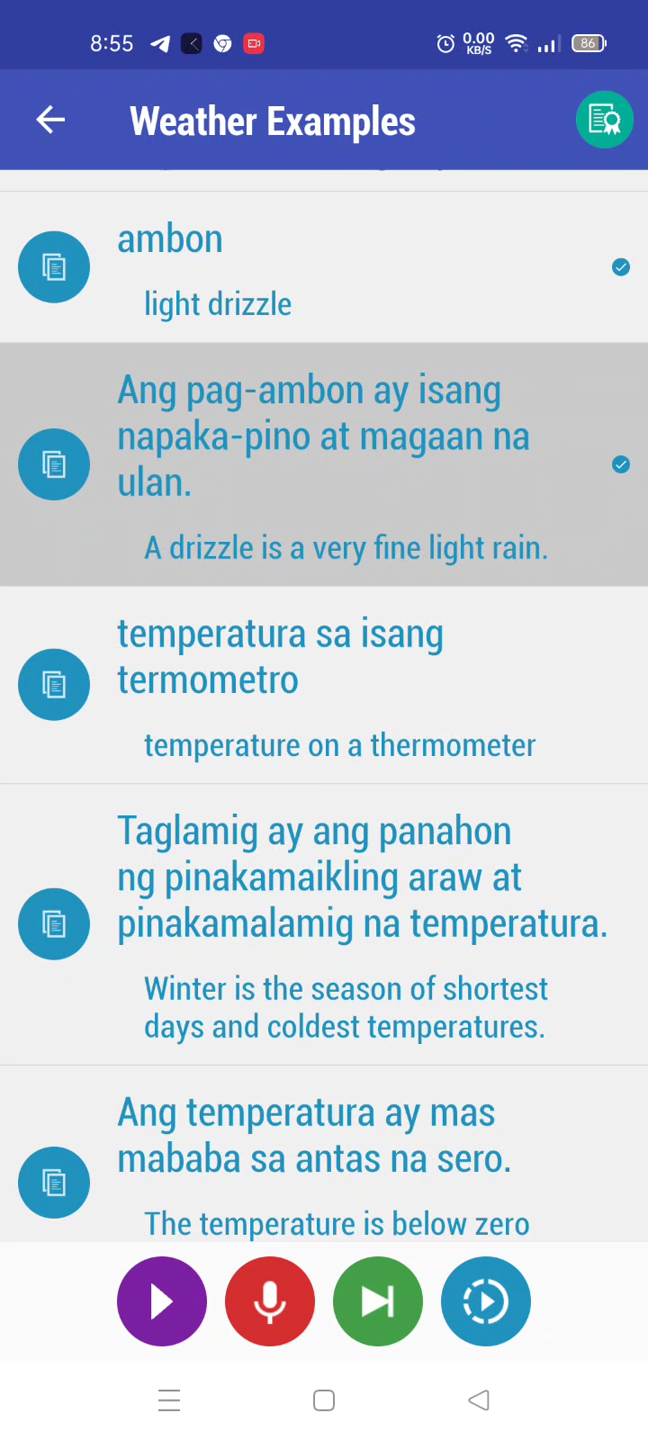 8:55
0.00
KB/S
86
Weather Examples
ambon
light drizzle
Ang pag-ambon ay isang
napaka-pino at magaan na
ulan.
A drizzle is a very fine light rain.
temperatura sa isang
termometro
temperature on a thermometer
Taglamig ay ang panahon
ng pinakamaikling araw at
pinakamalamig na temperatura.
Winter is the season of shortest
days and coldest temperatures.
Ang temperatura ay mas
mababa sa antas na sero.
The temperature is below zero